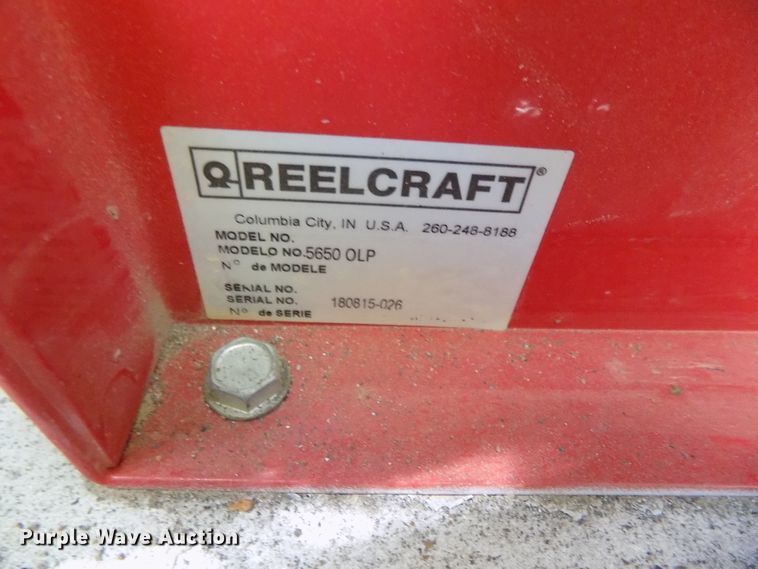 REELCRAFT®
Columbia City, IN U.S.A. 260-248-8188
MODEL NO.
MODELO NO. 5650 OLP
N° de MODELE
SERIAL NO.
SERIAL NO. 180815-026
N° de SERIE
Purple Wave Auction